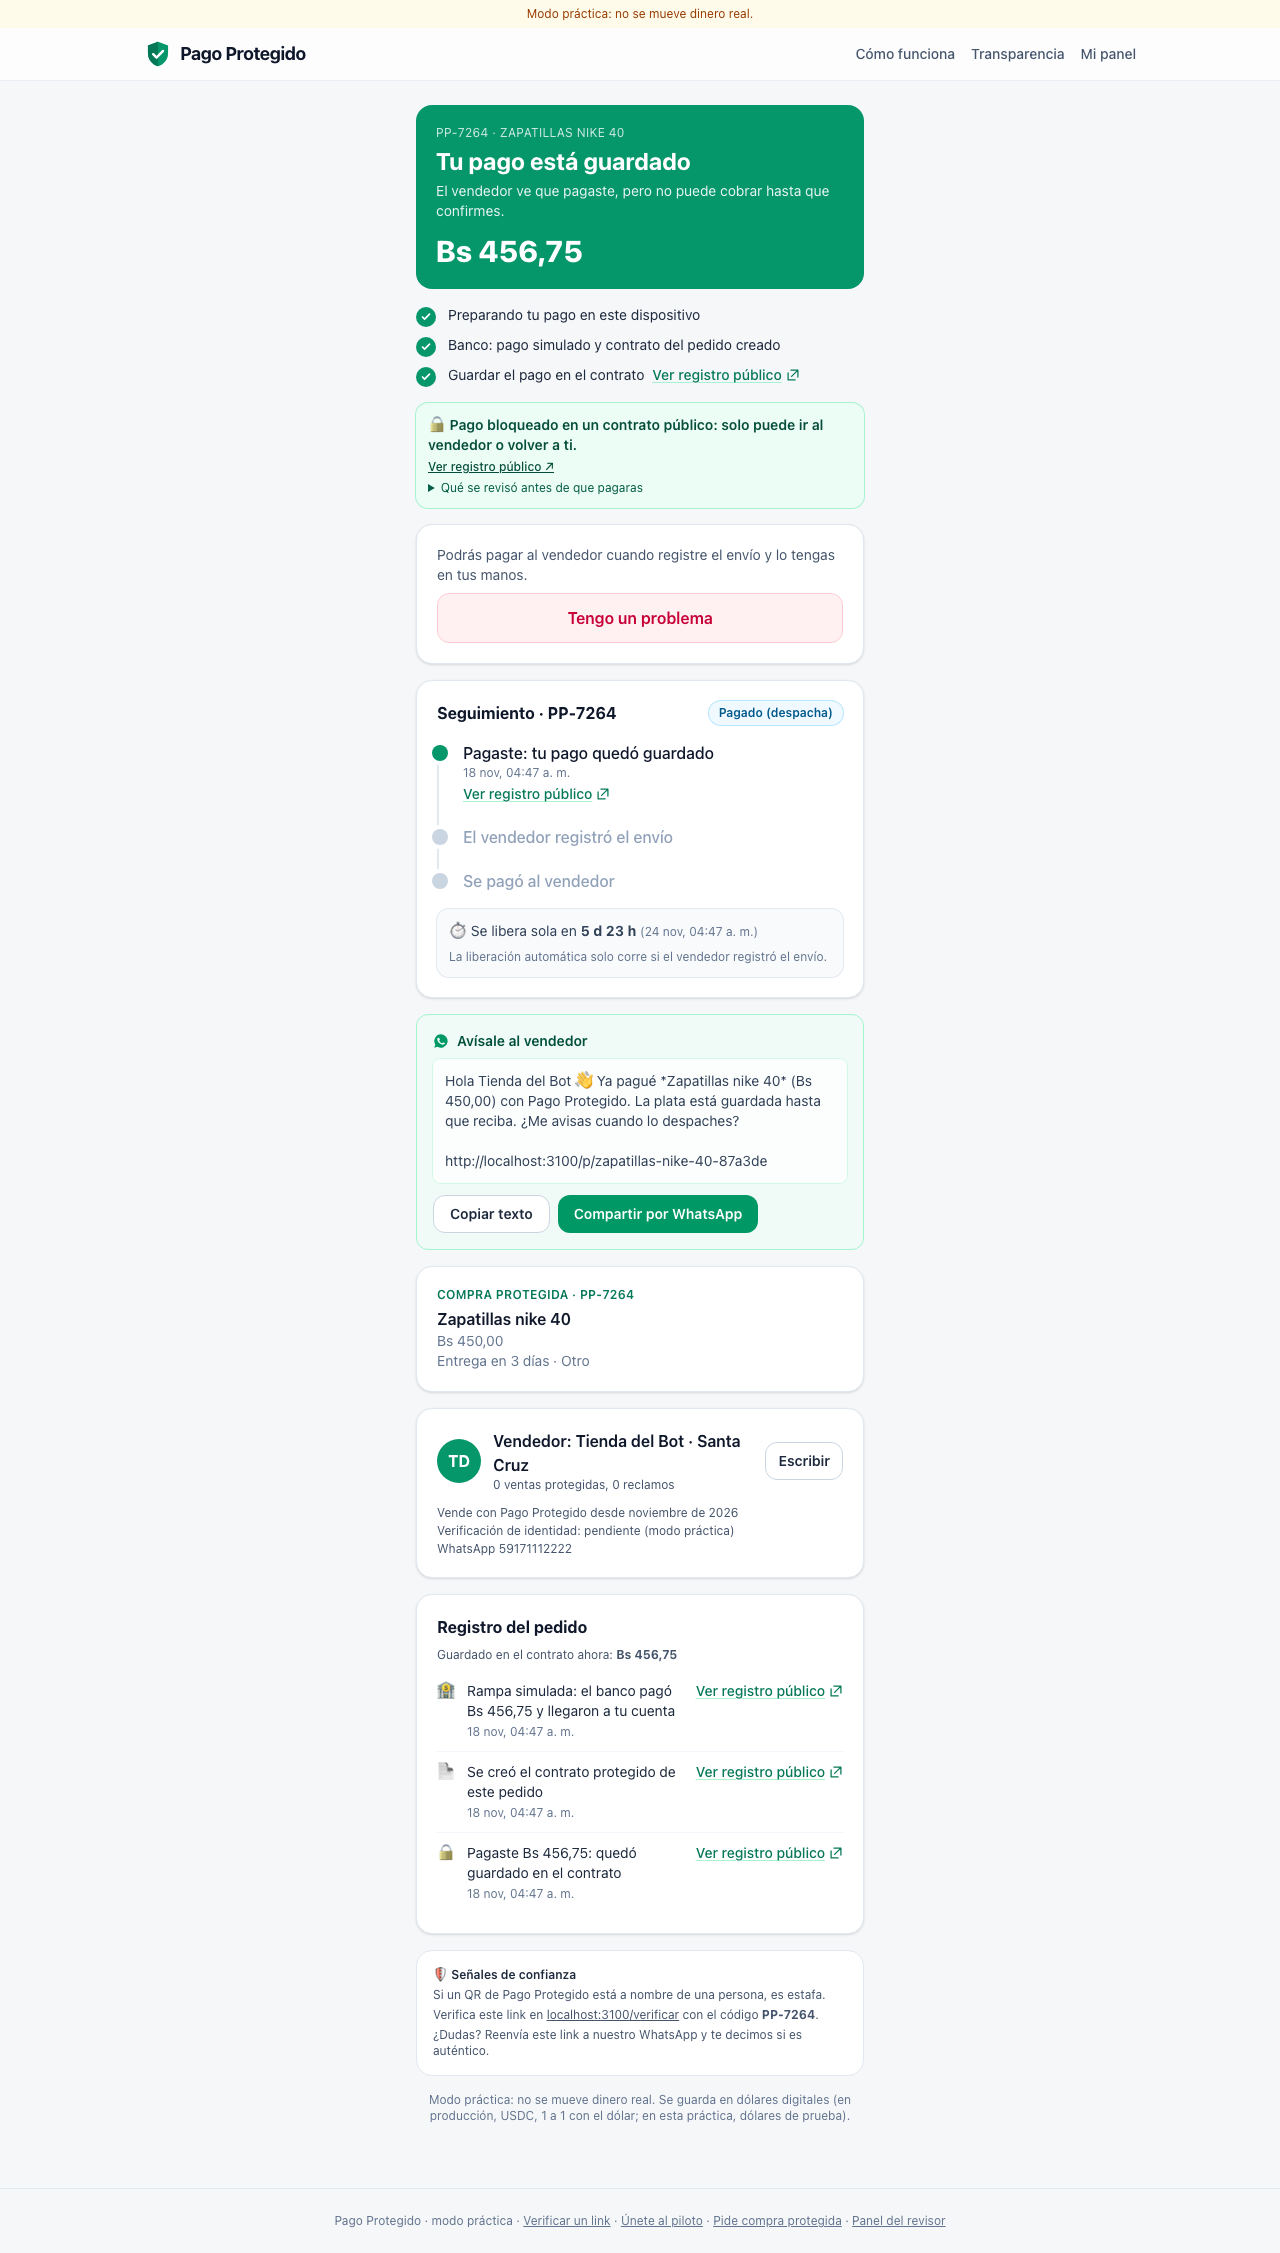 Modo práctica: no se mueve dinero real.
Pago Protegido
Cómo funciona Transparencia Mi panel
PP-7264 · ZAPATILLAS NIKE 40
Tu pago está guardado
El vendedor ve que pagaste, pero no puede cobrar hasta que
confirmes.
Bs 456,75
Preparando tu pago en este dispositivo
Banco: pago simulado y contrato del pedido creado
Guardar el pago en el contrato Ver registro público
🔒 Pago bloqueado en un contrato público: solo puede ir al
vendedor o volver a ti.
Ver registro público ↗
▶ Qué se revisó antes de que pagaras
Podrás pagar al vendedor cuando registre el envío y lo tengas
en tus manos.
Tengo un problema
Seguimiento · PP-7264
Pagado (despacha)
Pagaste: tu pago quedó guardado
18 nov, 04:47 a. m.
Ver registro público
El vendedor registró el envío
Se pagó al vendedor
⏱ Se libera sola en 5 d 23 h (24 nov, 04:47 a. m.)
La liberación automática solo corre si el vendedor registró el envío.
Avísale al vendedor
Hola Tienda del Bot 👋 Ya pagué *Zapatillas nike 40* (Bs
450,00) con Pago Protegido. La plata está guardada hasta
que reciba. ¿Me avisas cuando lo despaches?
http://localhost:3100/p/zapatillas-nike-40-87a3de
Copiar texto
Compartir por WhatsApp
COMPRA PROTEGIDA · PP-7264
Zapatillas nike 40
Bs 450,00
Entrega en 3 días · Otro
TD
Vendedor: Tienda del Bot · Santa
Cruz
0 ventas protegidas, 0 reclamos
Escribir
Vende con Pago Protegido desde noviembre de 2026
Verificación de identidad: pendiente (modo práctica)
WhatsApp 59171112222
Registro del pedido
Guardado en el contrato ahora: Bs 456,75
Rampa simulada: el banco pagó
Bs 456,75 y llegaron a tu cuenta
18 nov, 04:47 a. m.
Ver registro público
Se creó el contrato protegido de
este pedido
18 nov, 04:47 a. m.
Ver registro público
Pagaste Bs 456,75: quedó
guardado en el contrato
18 nov, 04:47 a. m.
Ver registro público
Señales de confianza
Si un QR de Pago Protegido está a nombre de una persona, es estafa.
Verifica este link en localhost:3100/verificar con el código PP-7264.
¿Dudas? Reenvía este link a nuestro WhatsApp y te decimos si es
auténtico.
Modo práctica: no se mueve dinero real. Se guarda en dólares digitales (en
producción, USDC, 1 a 1 con el dólar; en esta práctica, dólares de prueba).
Pago Protegido · modo práctica · Verificar un link · Únete al piloto · Pide compra protegida · Panel del revisor